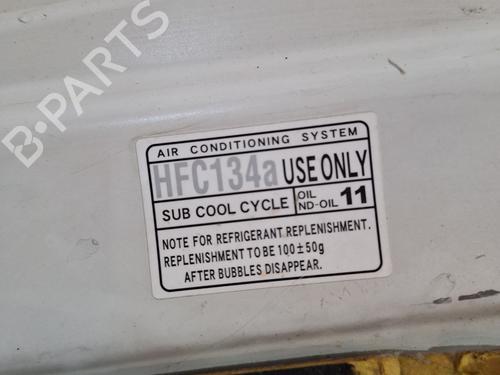 B-PARTS
AIR CONDITIONING SYSTEM
HFC134a USE ONLY
SUB COOL CYCLE OIL ND-OIL 11
NOTE FOR REFRIGERANT REPLENISHMENT.
REPLENISHMENT TO BE 100±50g
AFTER BUBBLES DISAPPEAR.